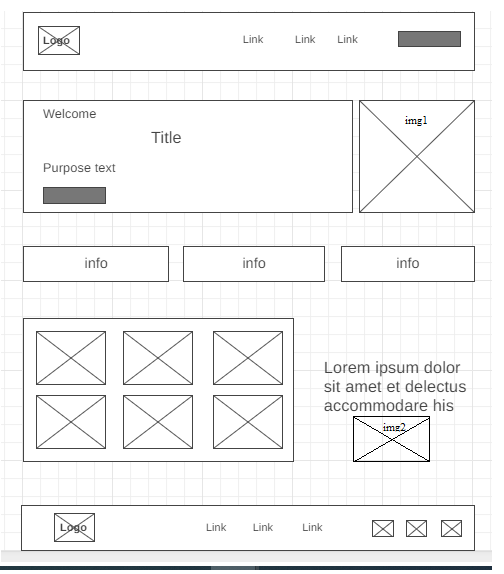 Logo
Link Link Link
Welcome
Title
Purpose text
img1
info info info
Lorem ipsum dolor
sit amet et delectus
accommodare his
img2
Logo
Link Link Link